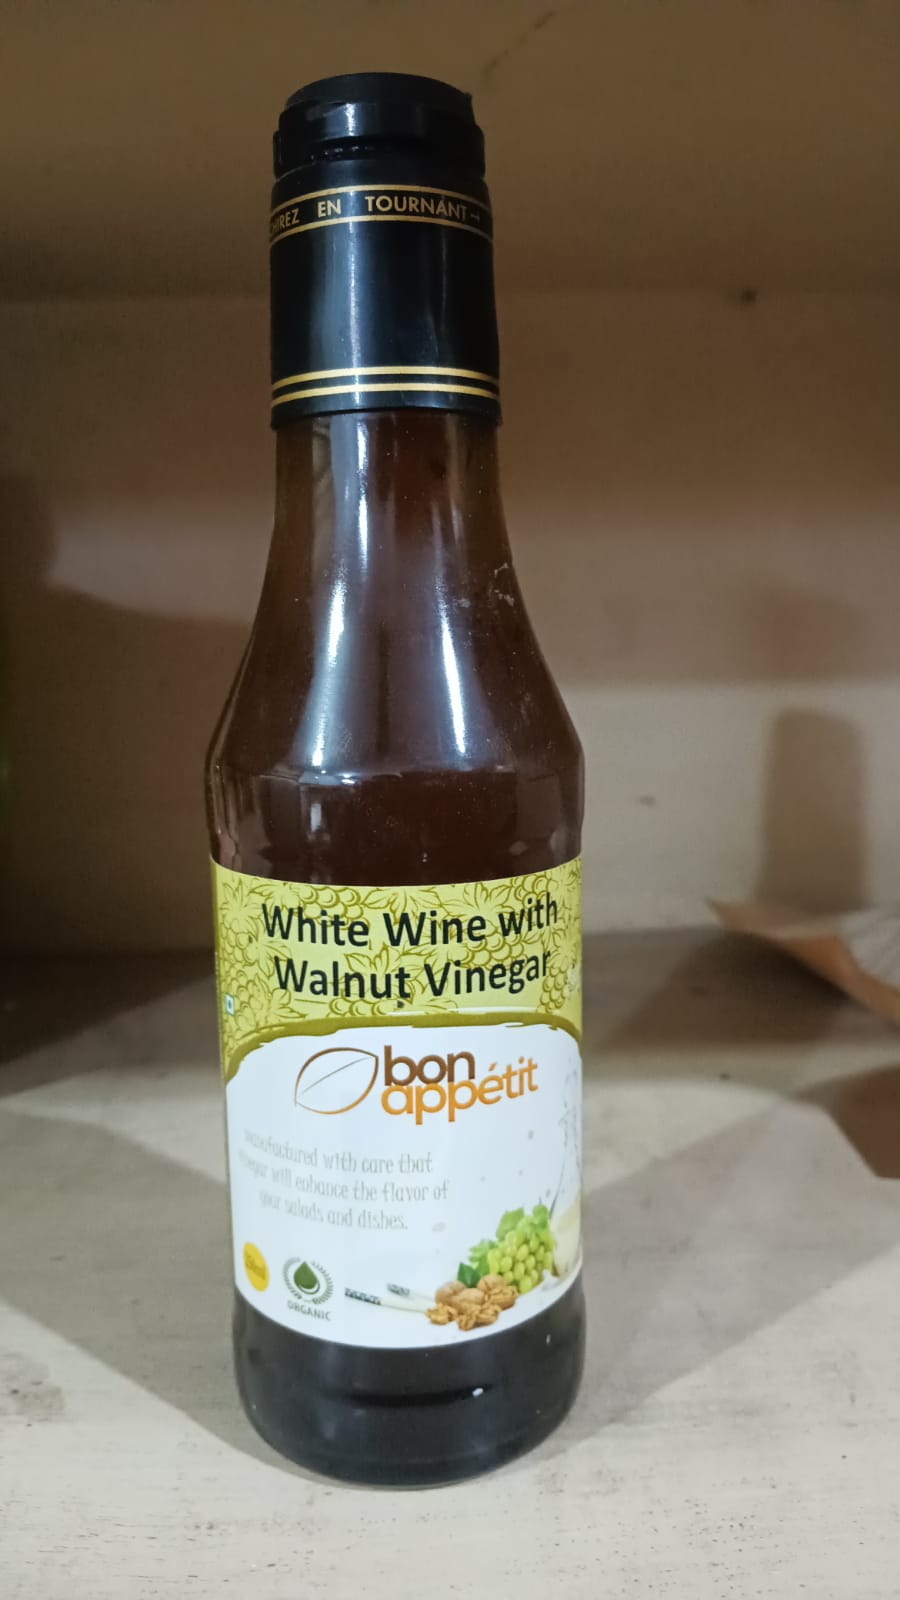 EN TOURNANT
White Wine with
Walnut Vinegar
bon
appétit
manufactured with care that
vinegar will enhance the flavor of
your salads and dishes.
ORGANIC